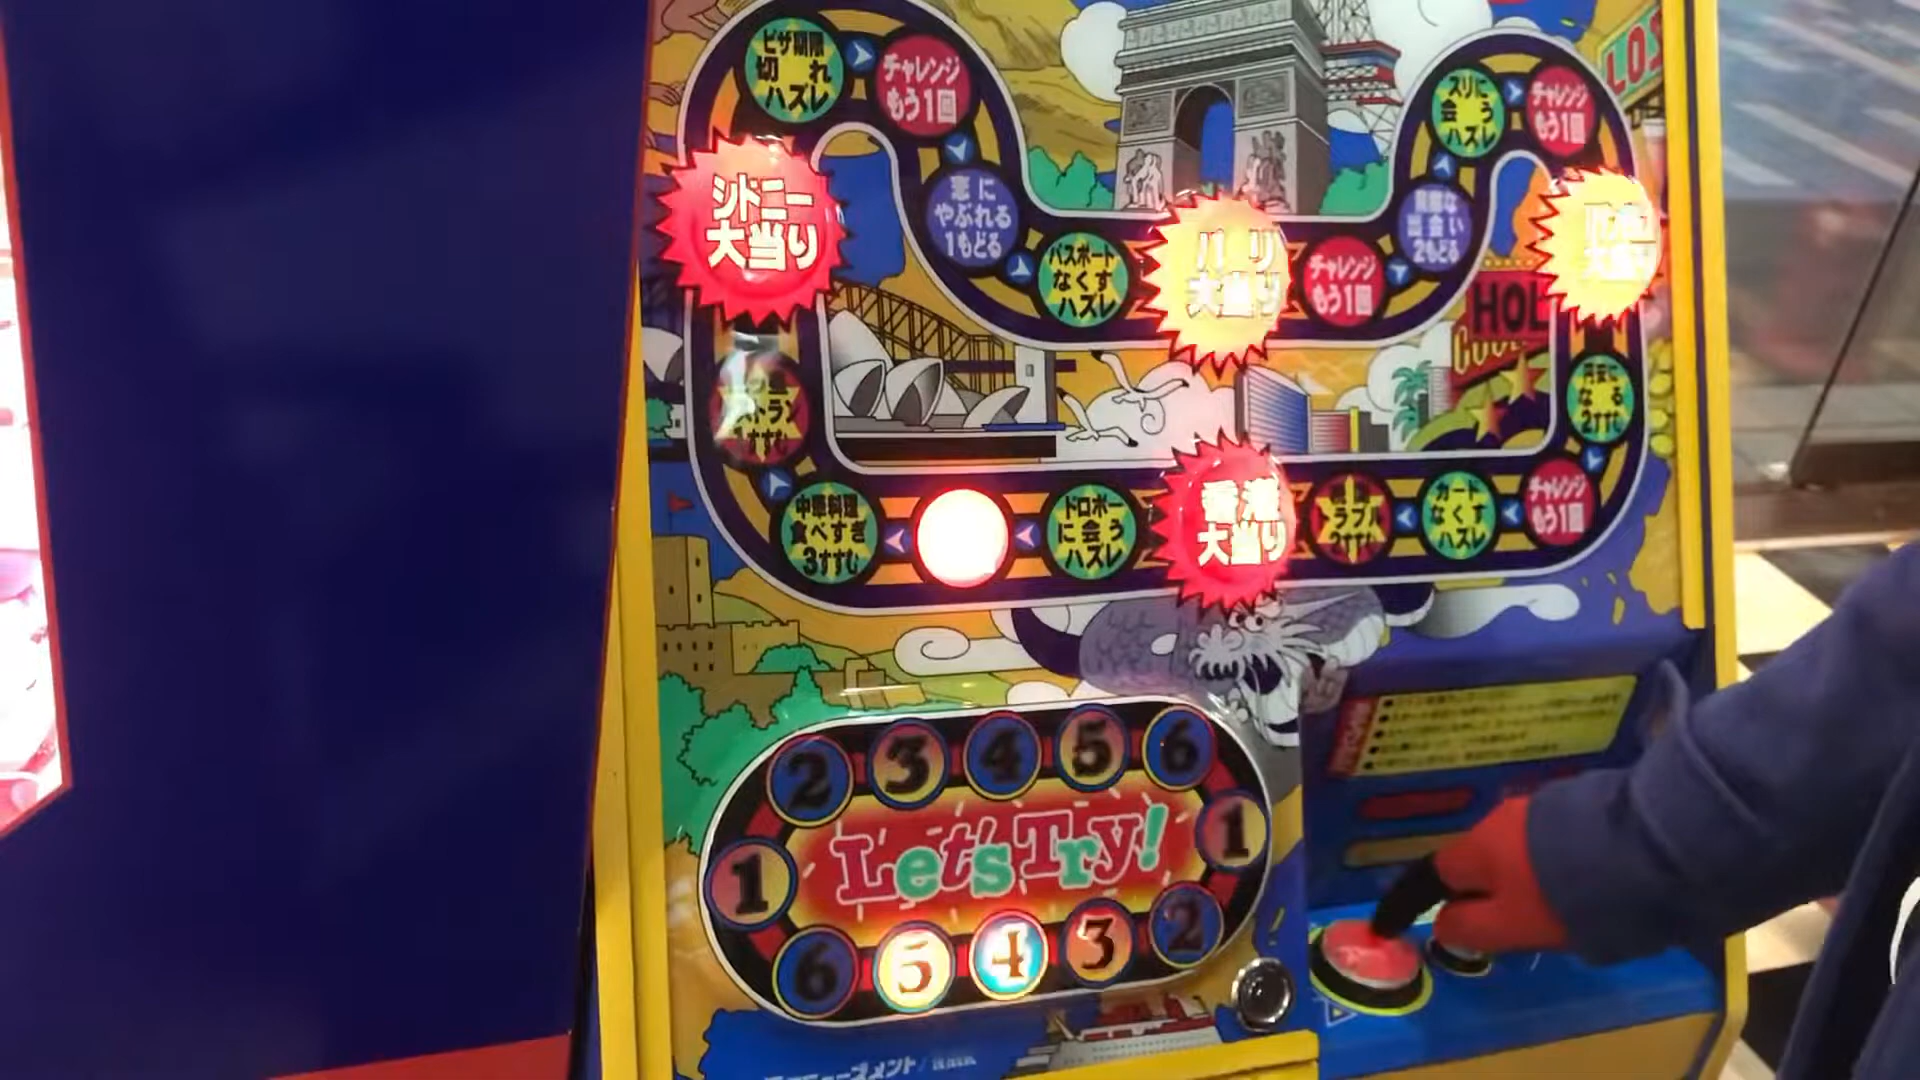 ビザ期限
切れ
ハズレ
チャレンジ
もう1回
スリに
会う
ハズレ
チャレンジ
もう1回
LOS
シドニー
大当り
恋に
やぶれる
1もどる
パスポート
なくす
ハズレ
パリ
大当り
チャレンジ
もう1回
出会い
2もどる
大当り
HOL
1すすむ
円安に
なる
2すすむ
中華料理
食べすぎ
3すすむ
ドロボー
に会う
ハズレ
香港
大当り
2すすむ
カード
なくす
ハズレ
チャレンジ
もう1回
2 3 4 5 6
1 Let's Try! 1
6 5 4 3 2